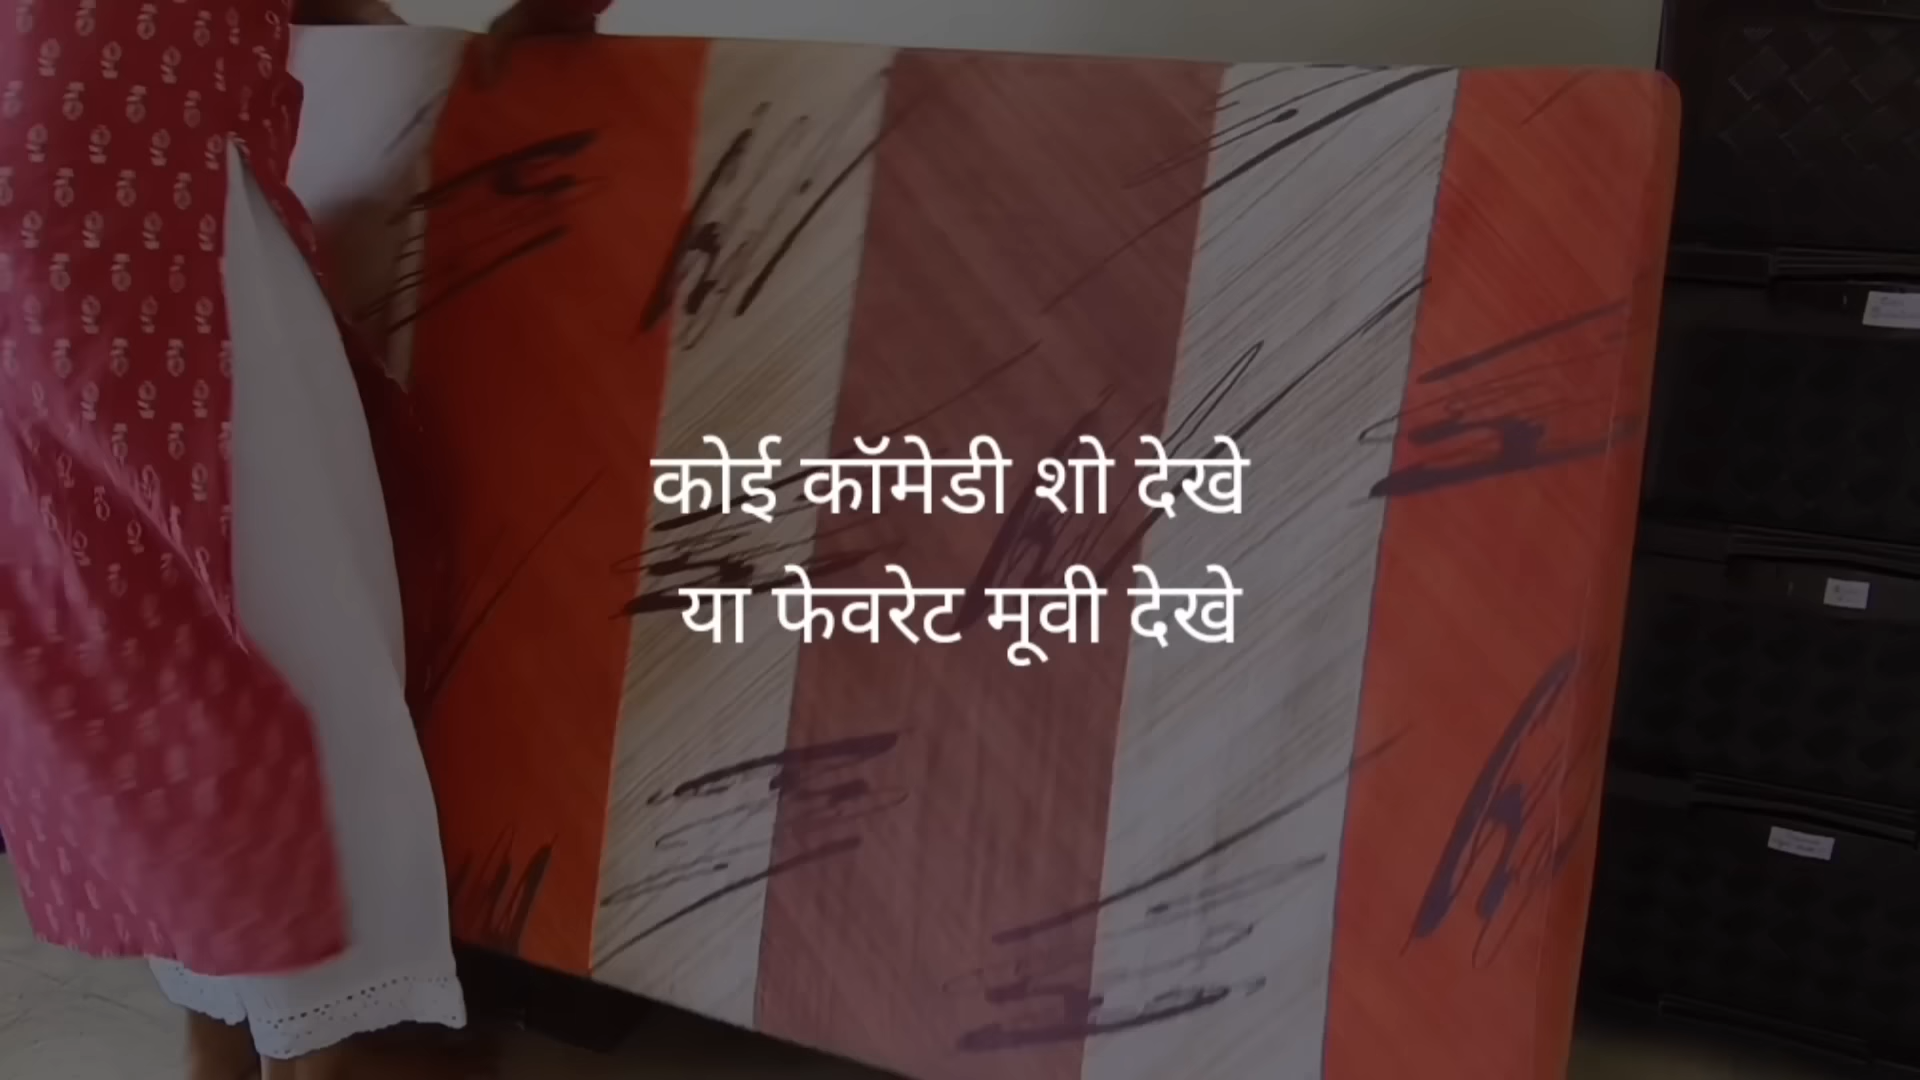 कोई कॉमेडी शो देखे
या फेवरेट मूवी देखे